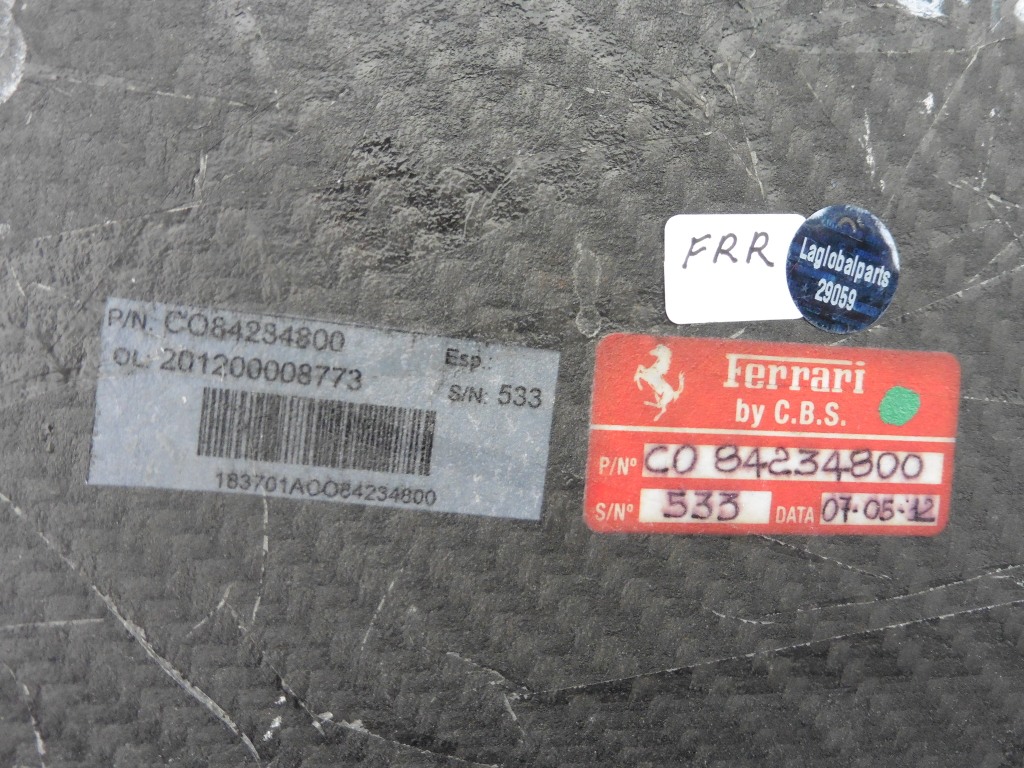 FRR
Laglobalparts
29059
P/N: CO84234800
OL: 201200008773
Esp.:
S/N: 533
183701AOO84234800
Ferrari
by C.B.S.
P/Nº CO 84234800
S/Nº 533 DATA 07-05-12